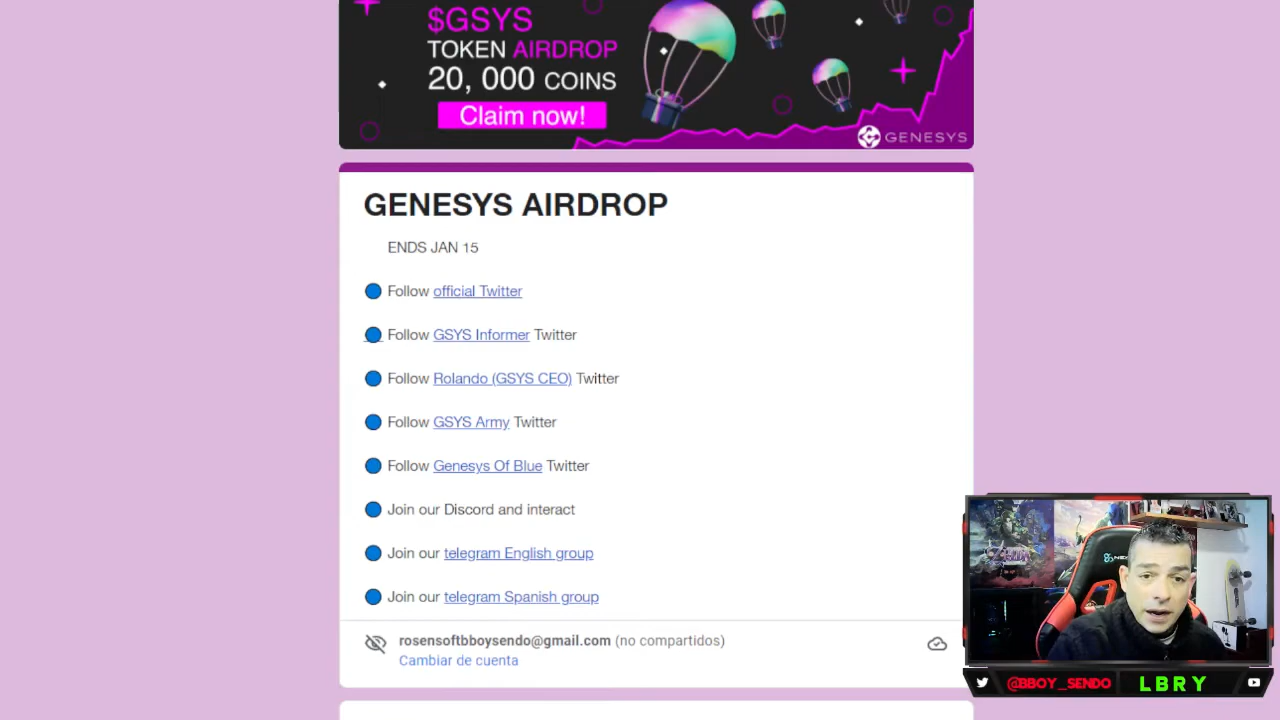 $GSYS
TOKEN AIRDROP
20, 000 COINS
Claim now!
GENESYS
GENESYS AIRDROP
ENDS JAN 15
Follow official Twitter
Follow GSYS Informer Twitter
Follow Rolando (GSYS CEO) Twitter
Follow GSYS Army Twitter
Follow Genesys Of Blue Twitter
Join our Discord and interact
Join our telegram English group
Join our telegram Spanish group
rosensoftbboysendo@gmail.com (no compartidos)
Cambiar de cuenta
@BBOY_SENDO
LBRY